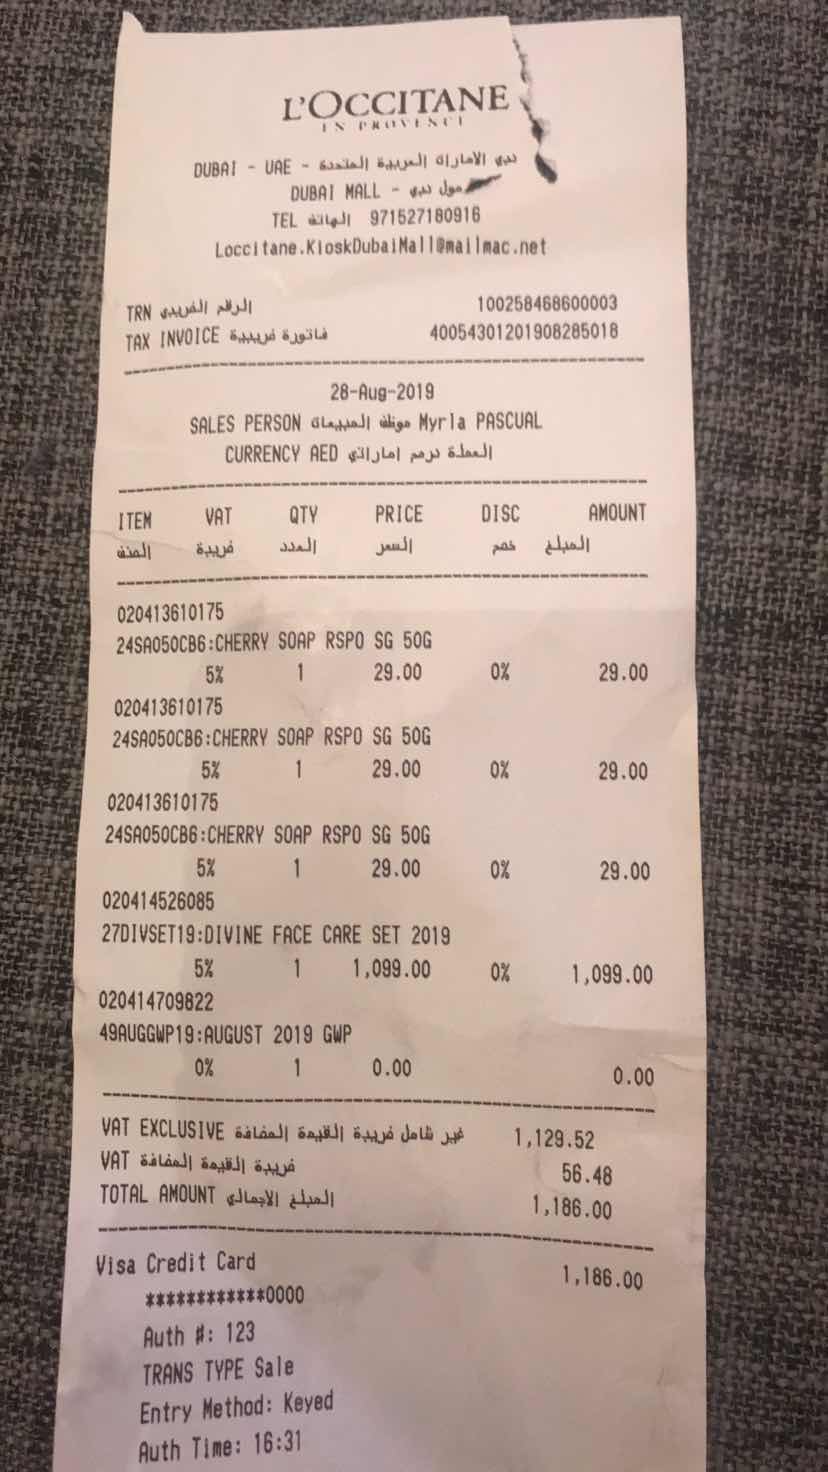 L'OCCITANE
EN PROVENCE
DUBAI - UAE - دبي الامارات العربية المتحدة
DUBAI MALL - مول دبي
TEL الهاتف 971527180916
Loccitane.KioskDubaiMall@mailmac.net
TRN الرقم الضريبي 100258468600003
TAX INVOICE فاتورة ضريبية 40054301201908285018
28-Aug-2019
SALES PERSON موظف المبيعات Myrla PASCUAL
CURRENCY AED العملة درهم اماراتي
ITEM VAT QTY PRICE DISC AMOUNT
الصنف ضريبة العدد السعر خصم المبلغ
020413610175
24SA050CB6:CHERRY SOAP RSPO SG 50G
5% 1 29.00 0% 29.00
020413610175
24SA050CB6:CHERRY SOAP RSPO SG 50G
5% 1 29.00 0% 29.00
020413610175
24SA050CB6:CHERRY SOAP RSPO SG 50G
5% 1 29.00 0% 29.00
020414526085
27DIVSET19:DIVINE FACE CARE SET 2019
5% 1 1,099.00 0% 1,099.00
020414709822
49AUGGWP19:AUGUST 2019 GWP
0% 1 0.00 0.00
VAT EXCLUSIVE غير شامل ضريبة القيمة المضافة 1,129.52
VAT ضريبة القيمة المضافة 56.48
TOTAL AMOUNT المبلغ الاجمالي 1,186.00
Visa Credit Card 1,186.00
************0000
Auth #: 123
TRANS TYPE Sale
Entry Method: Keyed
Auth Time: 16:31